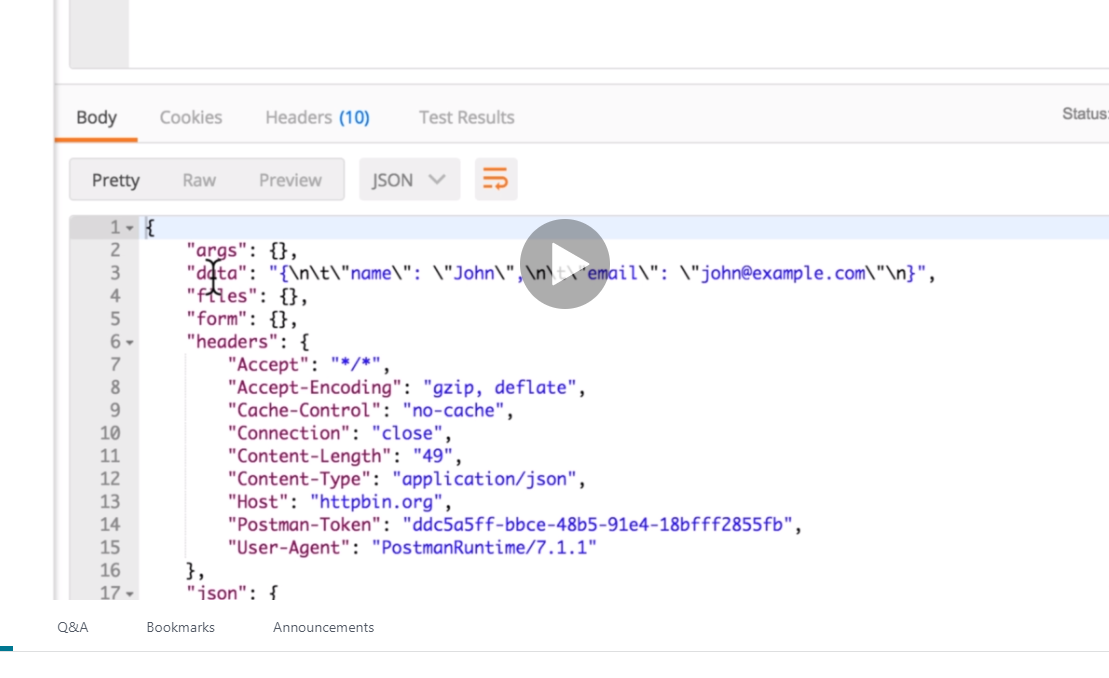 Body Cookies Headers (10) Test Results Status:
Pretty Raw Preview JSON
1 {
2 "args": {},
3 "data": "{\n\t\"name\": \"John\",\n\t\"email\": \"john@example.com\"\n}",
4 "files": {},
5 "form": {},
6 "headers": {
7 "Accept": "*/*",
8 "Accept-Encoding": "gzip, deflate",
9 "Cache-Control": "no-cache",
10 "Connection": "close",
11 "Content-Length": "49",
12 "Content-Type": "application/json",
13 "Host": "httpbin.org",
14 "Postman-Token": "ddc5a5ff-bbce-48b5-91e4-18bfff2855fb",
15 "User-Agent": "PostmanRuntime/7.1.1"
16 },
17 "json": {
Q&A Bookmarks Announcements